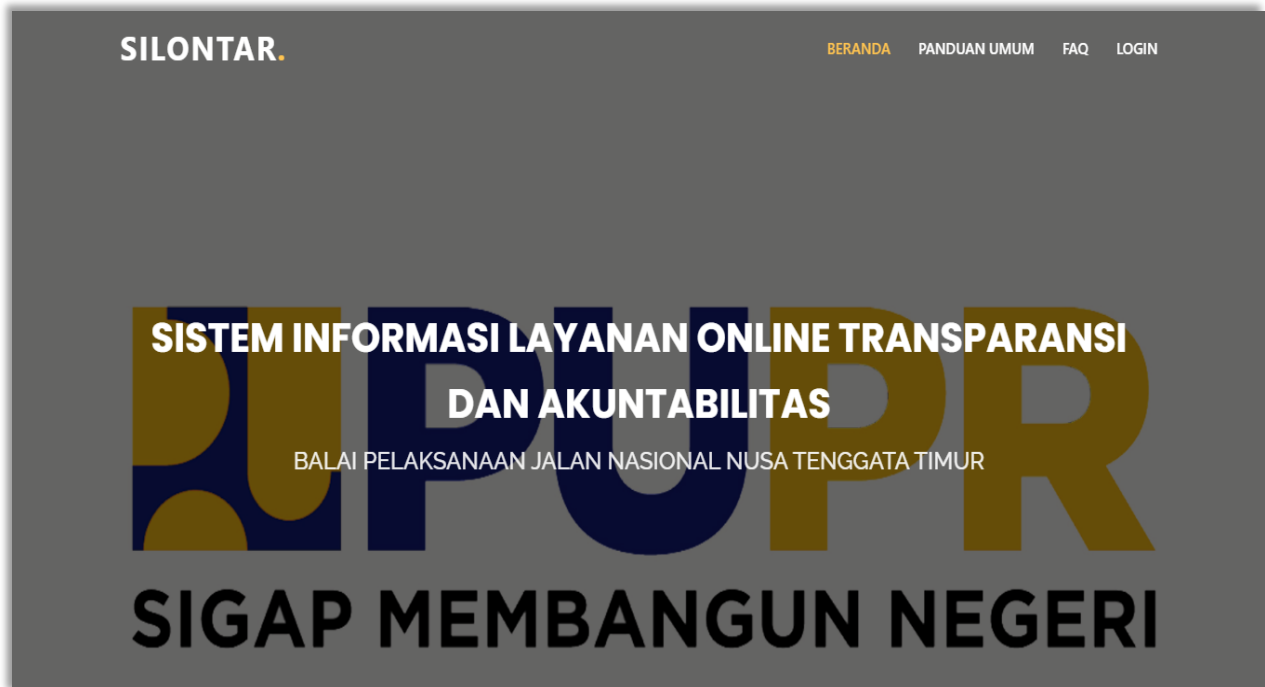 SILONTAR.
BERANDA PANDUAN UMUM FAQ LOGIN
SISTEM INFORMASI LAYANAN ONLINE TRANSPARANSI
DAN AKUNTABILITAS
BALAI PELAKSANAAN JALAN NASIONAL NUSA TENGGATA TIMUR
PUPR
SIGAP MEMBANGUN NEGERI